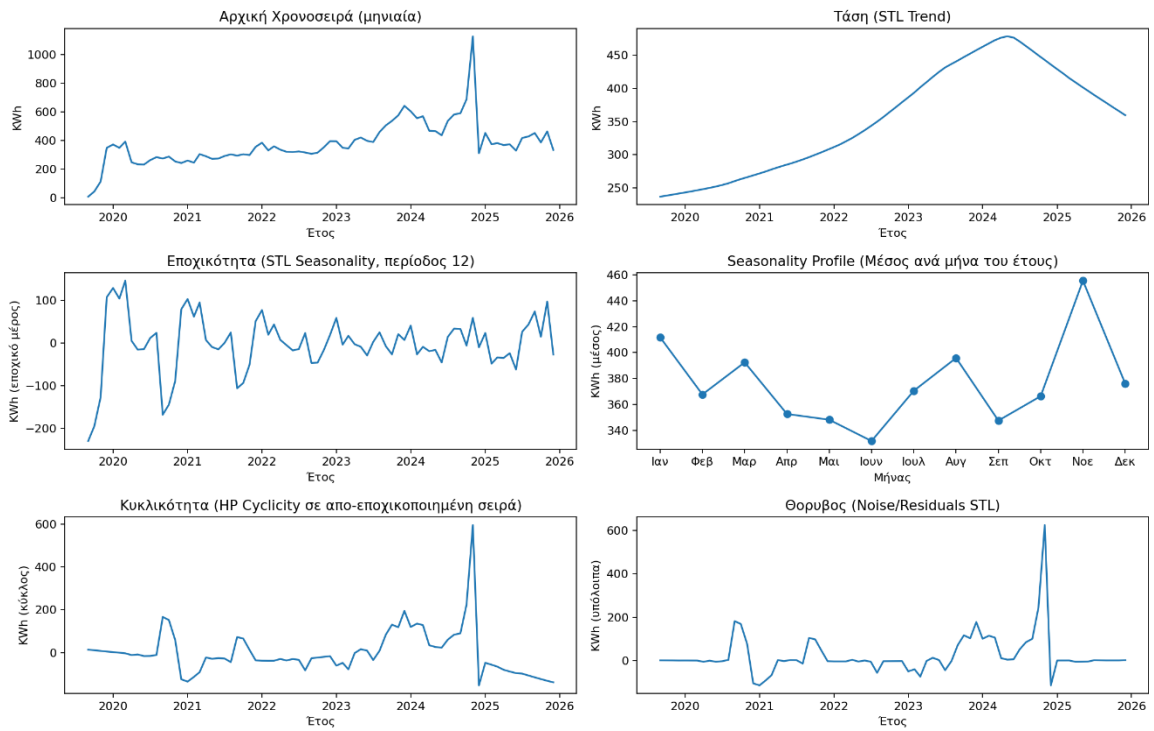 Αρχική Χρονοσειρά (μηνιαία)
KWh
1000
800
600
400
200
0
2020 2021 2022 2023 2024 2025 2026
Έτος
Τάση (STL Trend)
KWh
450
400
350
300
250
2020 2021 2022 2023 2024 2025 2026
Έτος
Εποχικότητα (STL Seasonality, περίοδος 12)
KWh (εποχικό μέρος)
100
0
−100
−200
2020 2021 2022 2023 2024 2025 2026
Έτος
Seasonality Profile (Μέσος ανά μήνα του έτους)
KWh (μέσος)
460
440
420
400
380
360
340
Ιαν Φεβ Μαρ Απρ Μαι Ιουν Ιουλ Αυγ Σεπ Οκτ Νοε Δεκ
Μήνας
Κυκλικότητα (HP Cyclicity σε απο-εποχικοποιημένη σειρά)
KWh (κύκλος)
600
400
200
0
2020 2021 2022 2023 2024 2025 2026
Έτος
Θορυβος (Noise/Residuals STL)
KWh (υπόλοιπα)
600
400
200
0
2020 2021 2022 2023 2024 2025 2026
Έτος